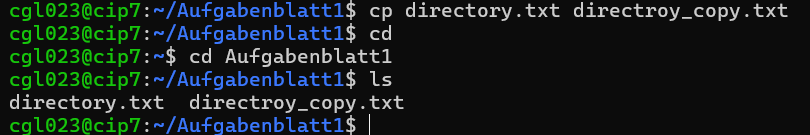 cgl023@cip7:~/Aufgabenblatt1$ cp directory.txt directroy_copy.txt
cgl023@cip7:~/Aufgabenblatt1$ cd
cgl023@cip7:~$ cd Aufgabenblatt1
cgl023@cip7:~/Aufgabenblatt1$ ls
directory.txt  directroy_copy.txt
cgl023@cip7:~/Aufgabenblatt1$